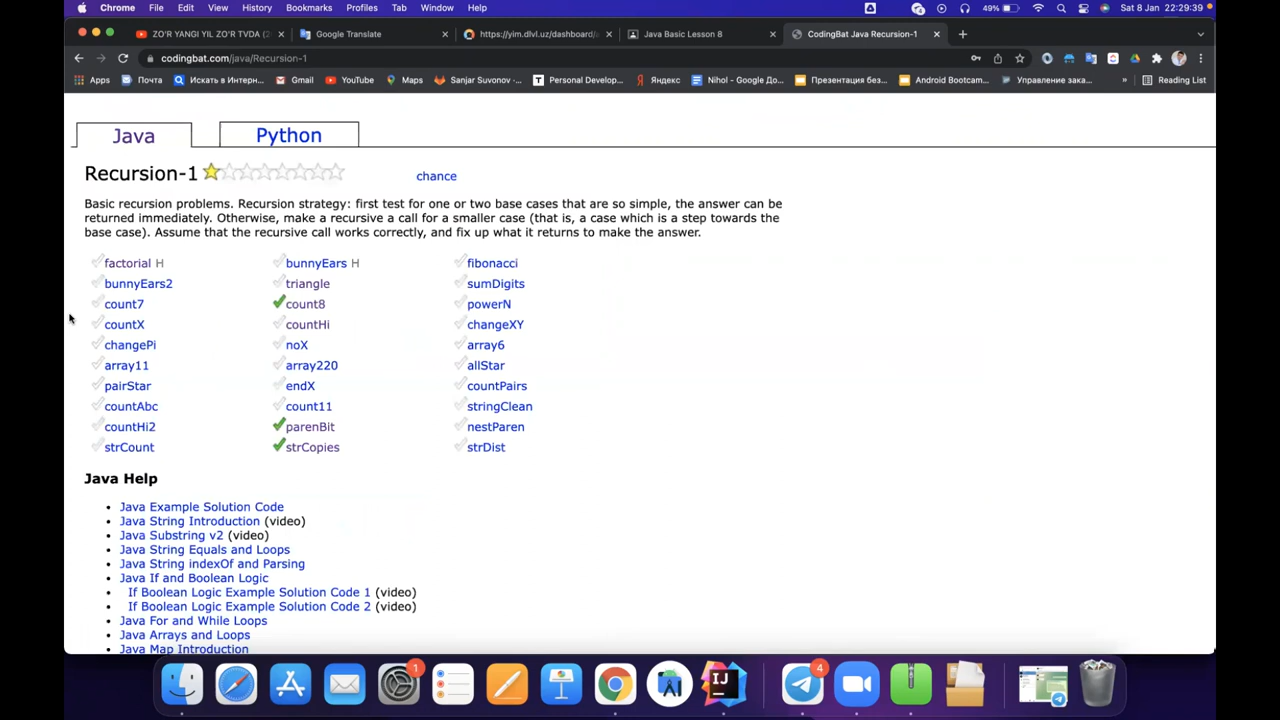 Chrome File Edit View History Bookmarks Profiles Tab Window Help 49% Sat 8 Jan 22:29:39
ZO'R YANGI YIL ZO'R TVDA (2 Google Translate https://yim.dlvl.uz/dashboard/ Java Basic Lesson 8 CodingBat Java Recursion-1
codingbat.com/java/Recursion-1
Apps Почта Искать в Интерн... Gmail YouTube Maps Sanjar Suvonov -... Personal Develop... Яндекс Nihol - Google До... Презентация без... Android Bootcam... Управление зака... » Reading List
Java Python
Recursion-1 chance
Basic recursion problems. Recursion strategy: first test for one or two base cases that are so simple, the answer can be
returned immediately. Otherwise, make a recursive a call for a smaller case (that is, a case which is a step towards the
base case). Assume that the recursive call works correctly, and fix up what it returns to make the answer.
factorial H bunnyEars H fibonacci
bunnyEars2 triangle sumDigits
count7 count8 powerN
countX countHi changeXY
changePi noX array6
array11 array220 allStar
pairStar endX countPairs
countAbc count11 stringClean
countHi2 parenBit nestParen
strCount strCopies strDist
Java Help
• Java Example Solution Code
• Java String Introduction (video)
• Java Substring v2 (video)
• Java String Equals and Loops
• Java String indexOf and Parsing
• Java If and Boolean Logic
If Boolean Logic Example Solution Code 1 (video)
If Boolean Logic Example Solution Code 2 (video)
• Java For and While Loops
• Java Arrays and Loops
• Java Map Introduction
1 IJ 4